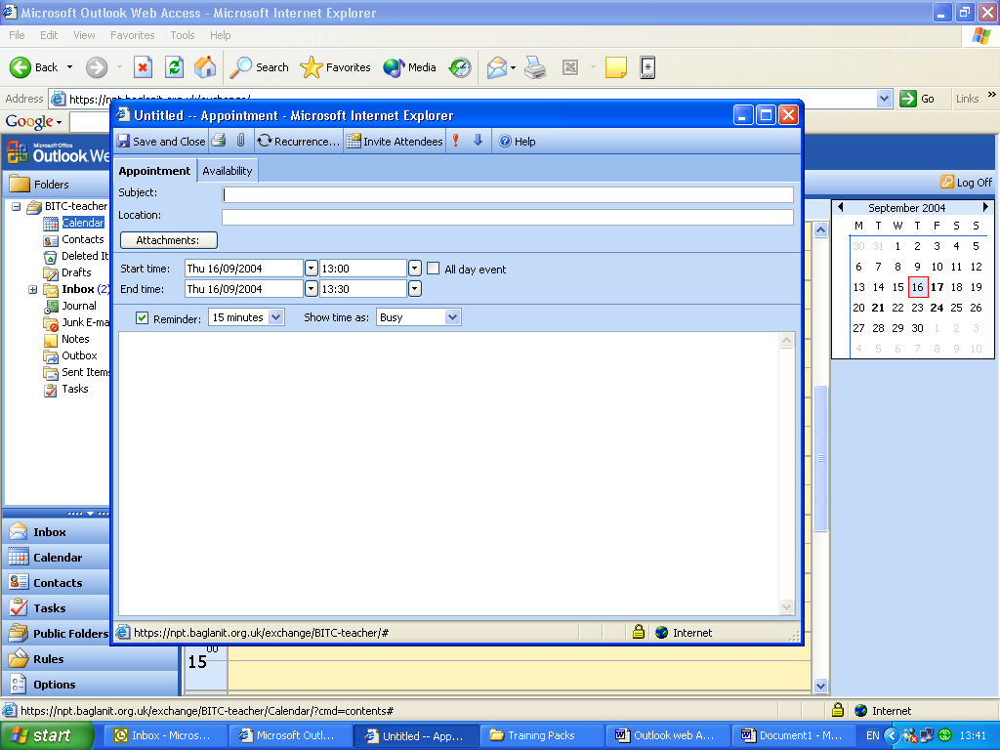 Microsoft Outlook Web Access - Microsoft Internet Explorer
File Edit View Favorites Tools Help
Back Search Favorites Media
Address https://npt.baglanit.org.uk/exchange/ Go Links »
Google
Untitled -- Appointment - Microsoft Internet Explorer
Save and Close Recurrence... Invite Attendees ! Help
Microsoft Office
Outlook We
Folders
Log Off
Appointment Availability
Subject:
Location:
Attachments:
Start time: Thu 16/09/2004 13:00 All day event
End time: Thu 16/09/2004 13:30
Reminder: 15 minutes Show time as: Busy
BITC-teacher
Calendar
Contacts
Deleted It
Drafts
Inbox (2)
Journal
Junk E-ma
Notes
Outbox
Sent Items
Tasks
September 2004
M T W T F S S
30 31 1 2 3 4 5
6 7 8 9 10 11 12
13 14 15 16 17 18 19
20 21 22 23 24 25 26
27 28 29 30 1 2 3
4 5 6 7 8 9 10
Inbox
Calendar
Contacts
Tasks
Public Folders
Rules
Options
https://npt.baglanit.org.uk/exchange/BITC-teacher/# Internet
15 00
https://npt.baglanit.org.uk/exchange/BITC-teacher/Calendar/?cmd=contents# Internet
start Inbox - Micros... Microsoft Outl... Untitled -- App... Training Packs Outlook web A... Document1 - M... EN 13:41